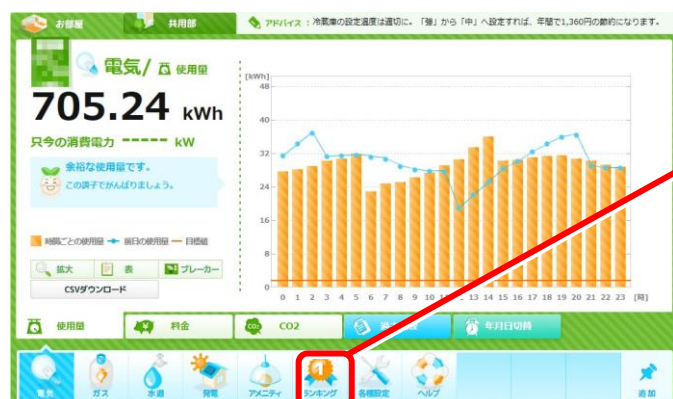 お部屋
共用部
アドバイス:冷蔵庫の設定温度は適切に。「強」から「中」へ設定すれば、年間で1,360円の節約になります。
電気/ 使用量
705.24 kWh
只今の消費電力 ----- kW
余裕な使用量です。
この調子でがんばりましょう。
時間ごとの使用量 前日の使用量 目標値
拡大
表
ブレーカー
CSVダウンロード
[kWh]
48
40
32
24
16
8
0
0 1 2 3 4 5 6 7 8 9 10 11 12 13 14 15 16 17 18 19 20 21 22 23 [時]
使用量
料金
CO2 CO2
年月日切替
電気
ガス
水道
発電
アメニティ
1
ランキング
各種設定
ヘルプ
追加